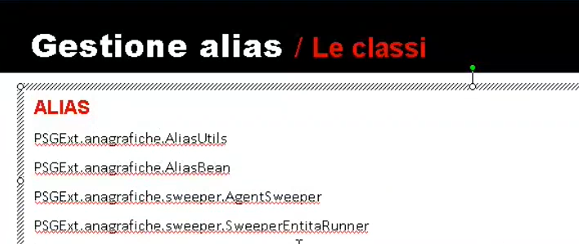 Gestione alias / Le classi
ALIAS
PSGExt.anagrafiche.AliasUtils
PSGExt.anagrafiche.AliasBean
PSGExt.anagrafiche.sweeper.AgentSweeper
PSGExt.anagrafiche.sweeper.SweeperEntitaRunner